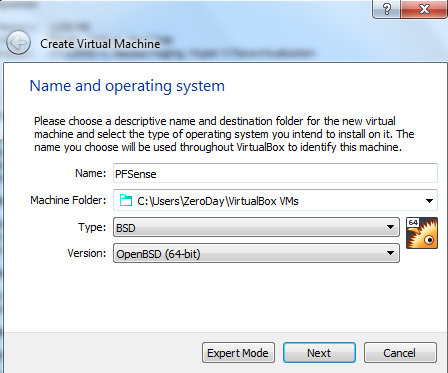 Create Virtual Machine
Name and operating system
Please choose a descriptive name and destination folder for the new virtual
machine and select the type of operating system you intend to install on it. The
name you choose will be used throughout VirtualBox to identify this machine.
Name: PFSense
Machine Folder: C:\Users\ZeroDay\VirtualBox VMs
Type: BSD
64
Version: OpenBSD (64-bit)
Expert Mode Next Cancel